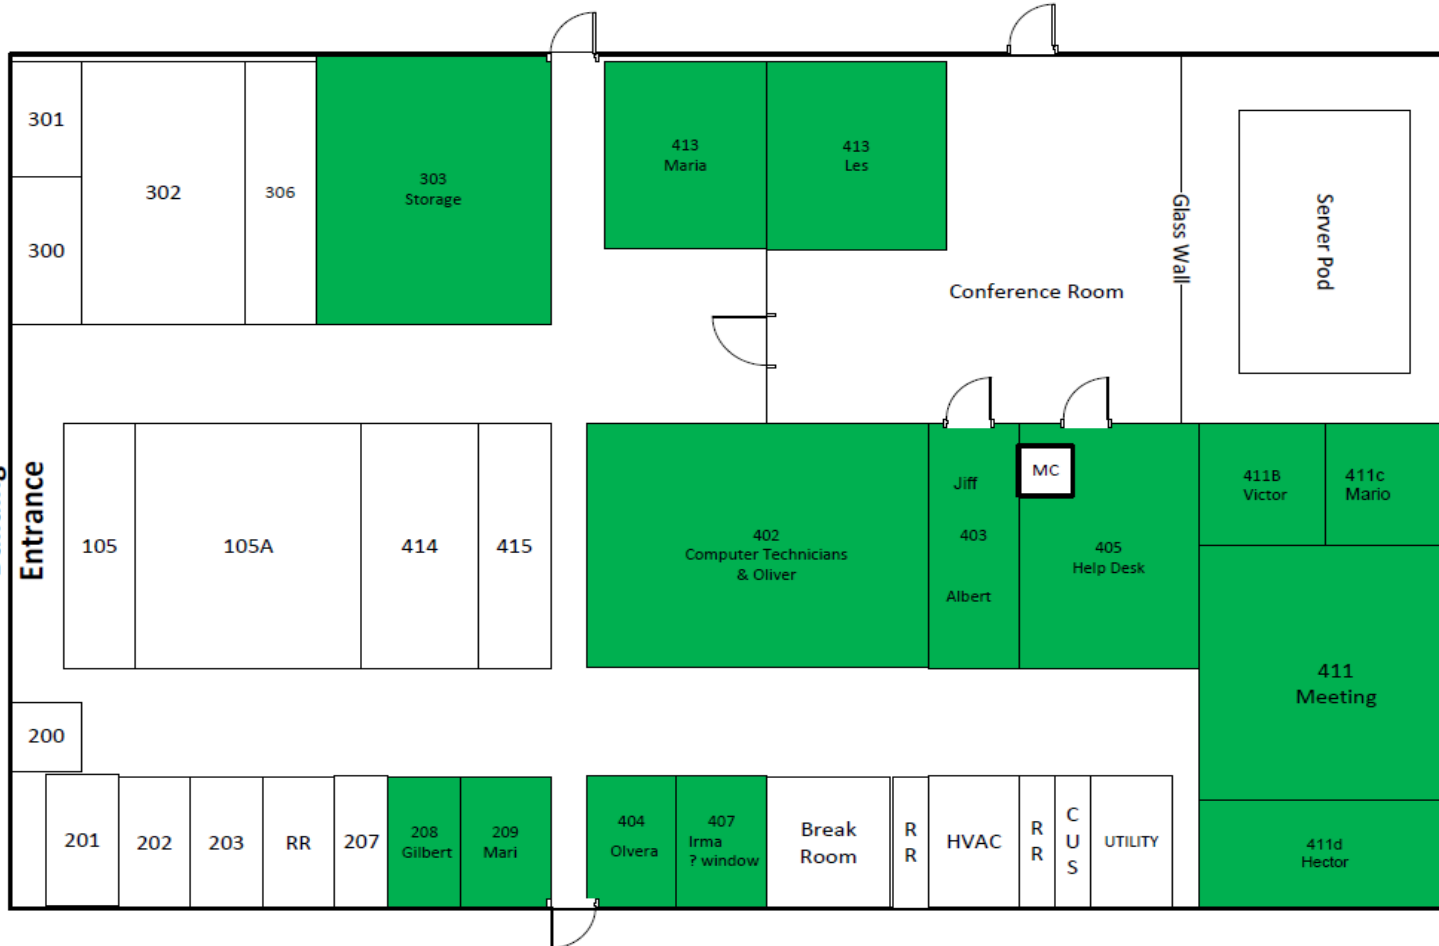 301
302
306
300
303
Storage
413
Maria
413
Les
Glass Wall
Server Pod
Conference Room
Entrance
105
105A
414
415
402
Computer Technicians
& Oliver
Jiff
403
Albert
MC
405
Help Desk
411B
Victor
411c
Mario
411
Meeting
200
201
202
203
RR
207
208
Gilbert
209
Mari
404
Olvera
407
Irma
? window
Break
Room
R
R
HVAC
R
R
C
U
S
UTILITY
411d
Hector